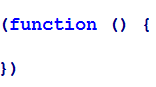 (function () {
})